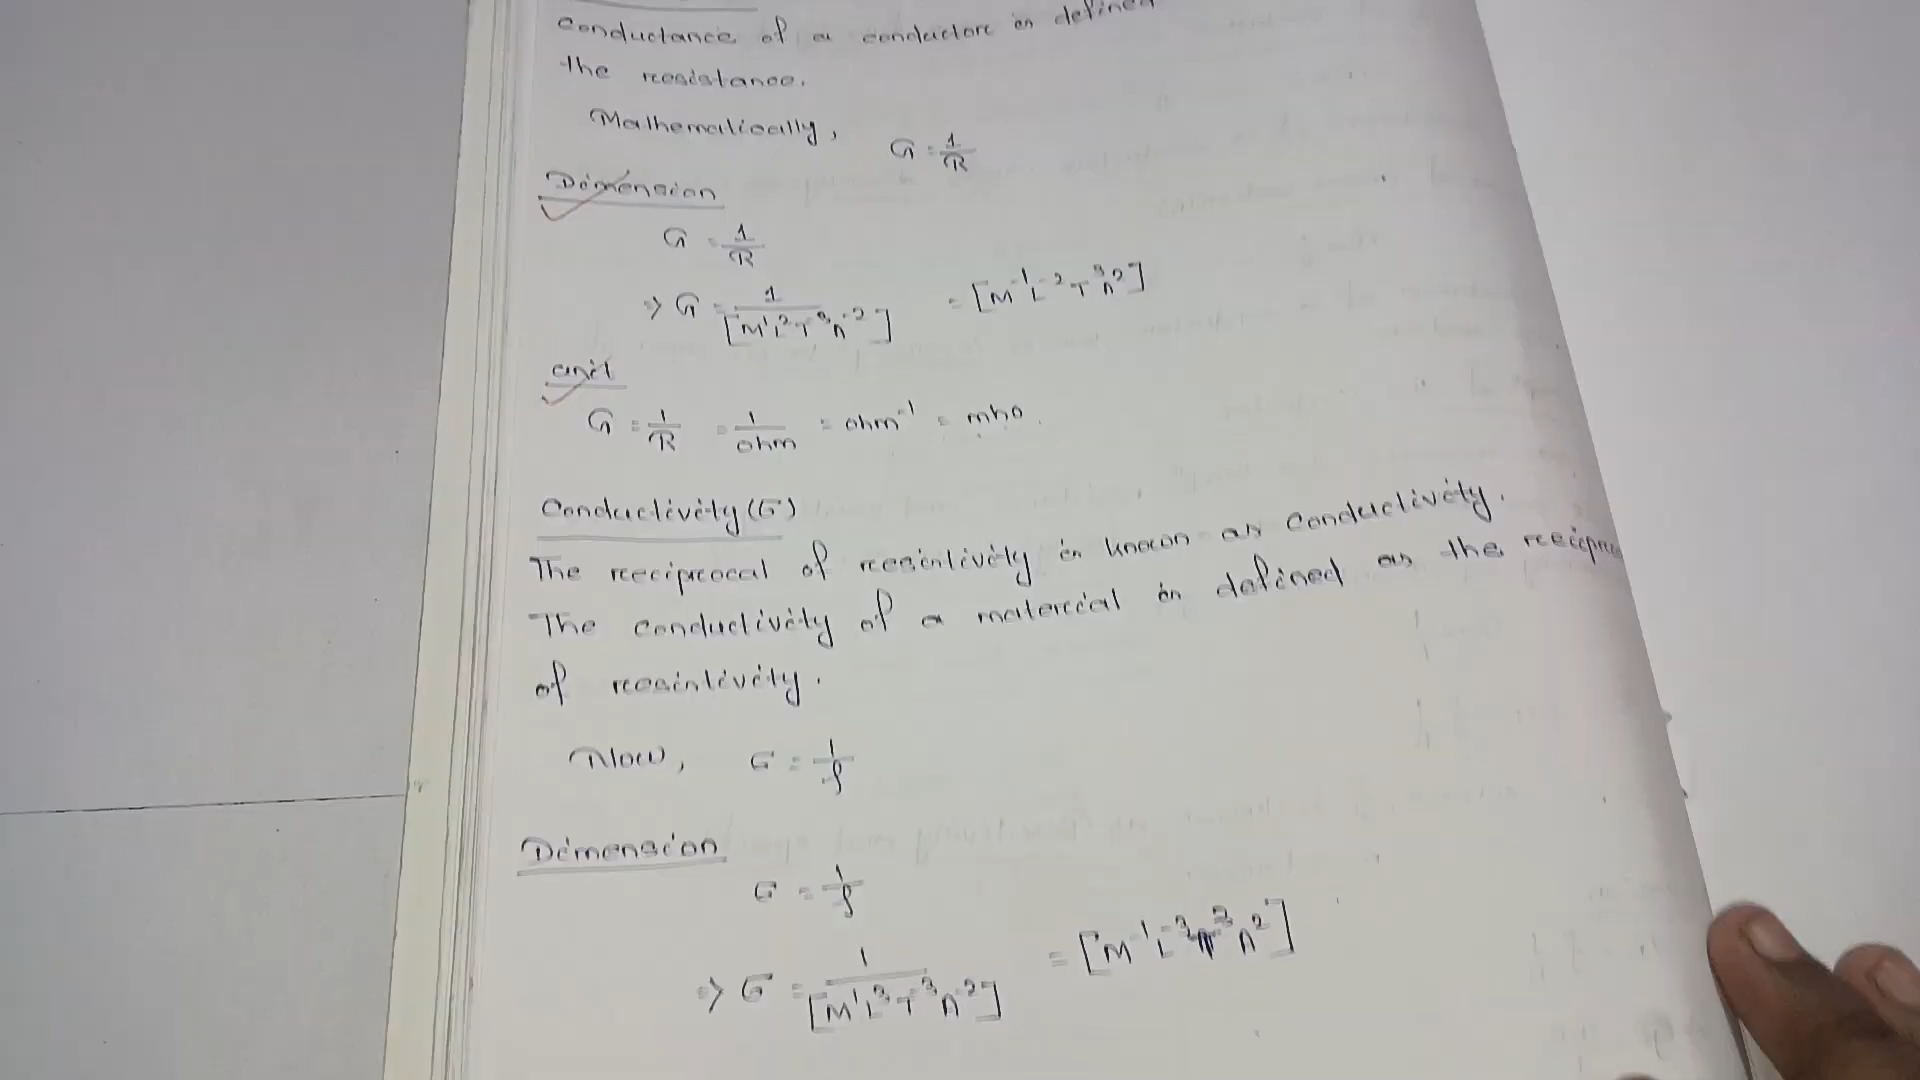 Conductance of a conductor is defined
the resistance.
Mathematically, G = 1/R
Dimension
G = 1/R
⇒ G = 1/[M¹L²T⁻³A⁻²] = [M⁻¹L⁻²T³A²]
unit
G = 1/R = 1/ohm = ohm⁻¹ = mho.
Conductivity (σ)
The reciprocal of resistivity is known as conductivity.
The conductivity of a material is defined as the recipro
of resistivity.
Now, σ = 1/ρ
Dimension
σ = 1/ρ
⇒ σ = 1/[M¹L³T⁻³A⁻²] = [M⁻¹L⁻³T³A²]